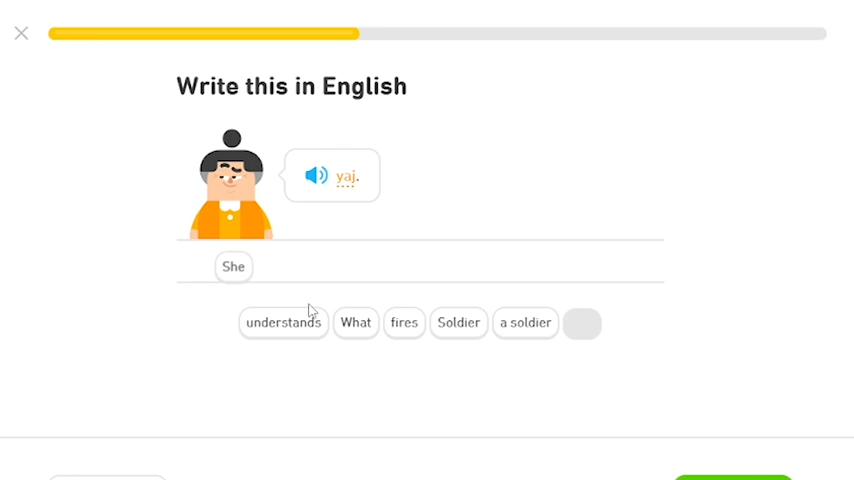 Write this in English
yaj.
She
understands What fires Soldier a soldier